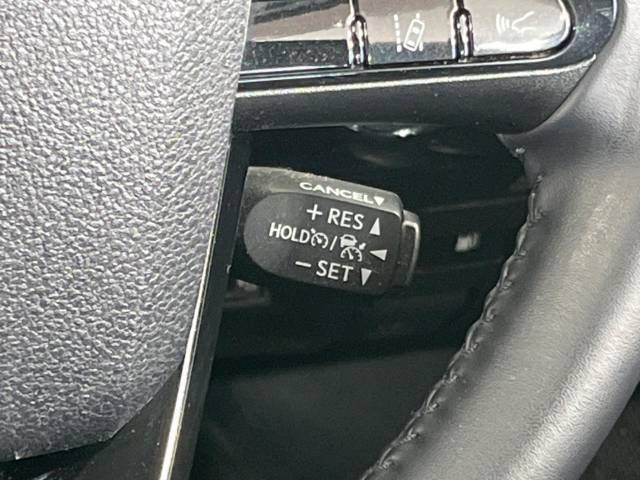 CANCEL
+ RES
HOLD /
− SET